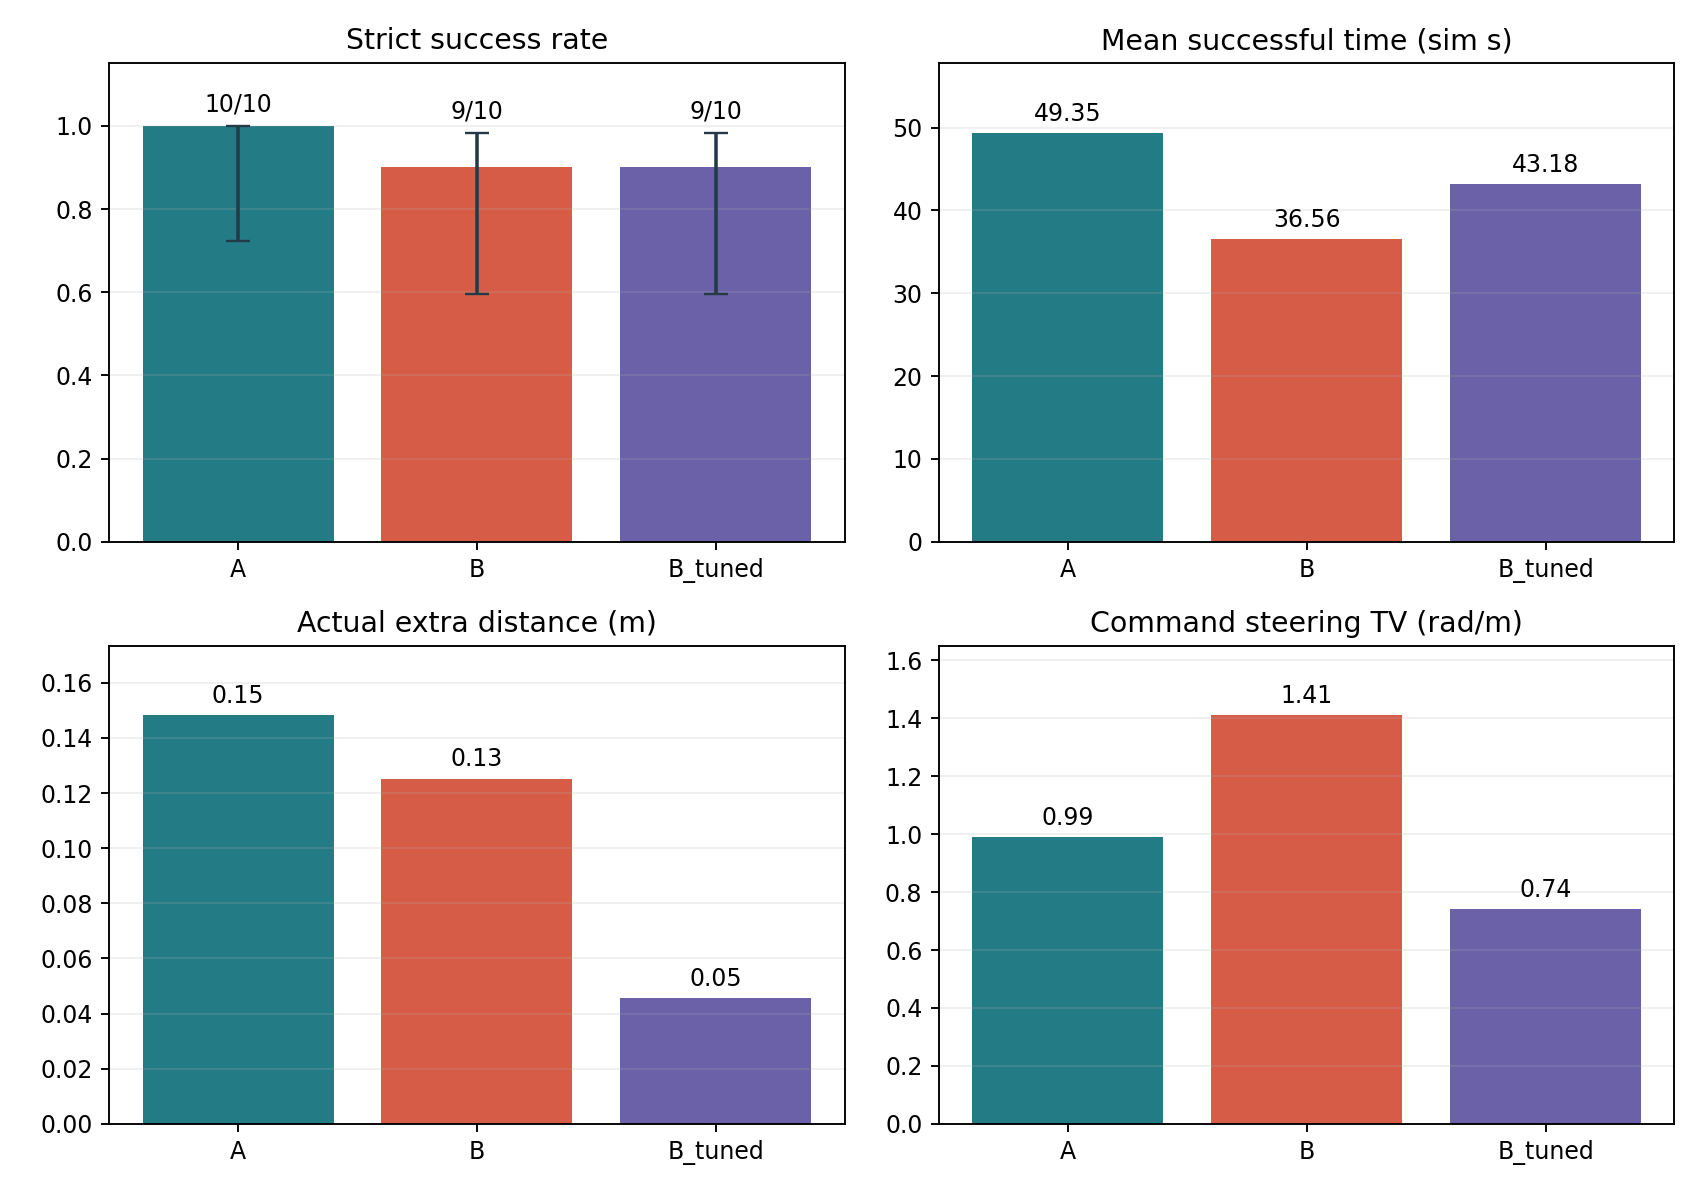 Strict success rate
10/10
9/10
9/10
1.0
0.8
0.6
0.4
0.2
0.0
A
B
B_tuned
Mean successful time (sim s)
49.35
36.56
43.18
50
40
30
20
10
0
A
B
B_tuned
Actual extra distance (m)
0.15
0.13
0.05
0.16
0.14
0.12
0.10
0.08
0.06
0.04
0.02
0.00
A
B
B_tuned
Command steering TV (rad/m)
0.99
1.41
0.74
1.6
1.4
1.2
1.0
0.8
0.6
0.4
0.2
0.0
A
B
B_tuned